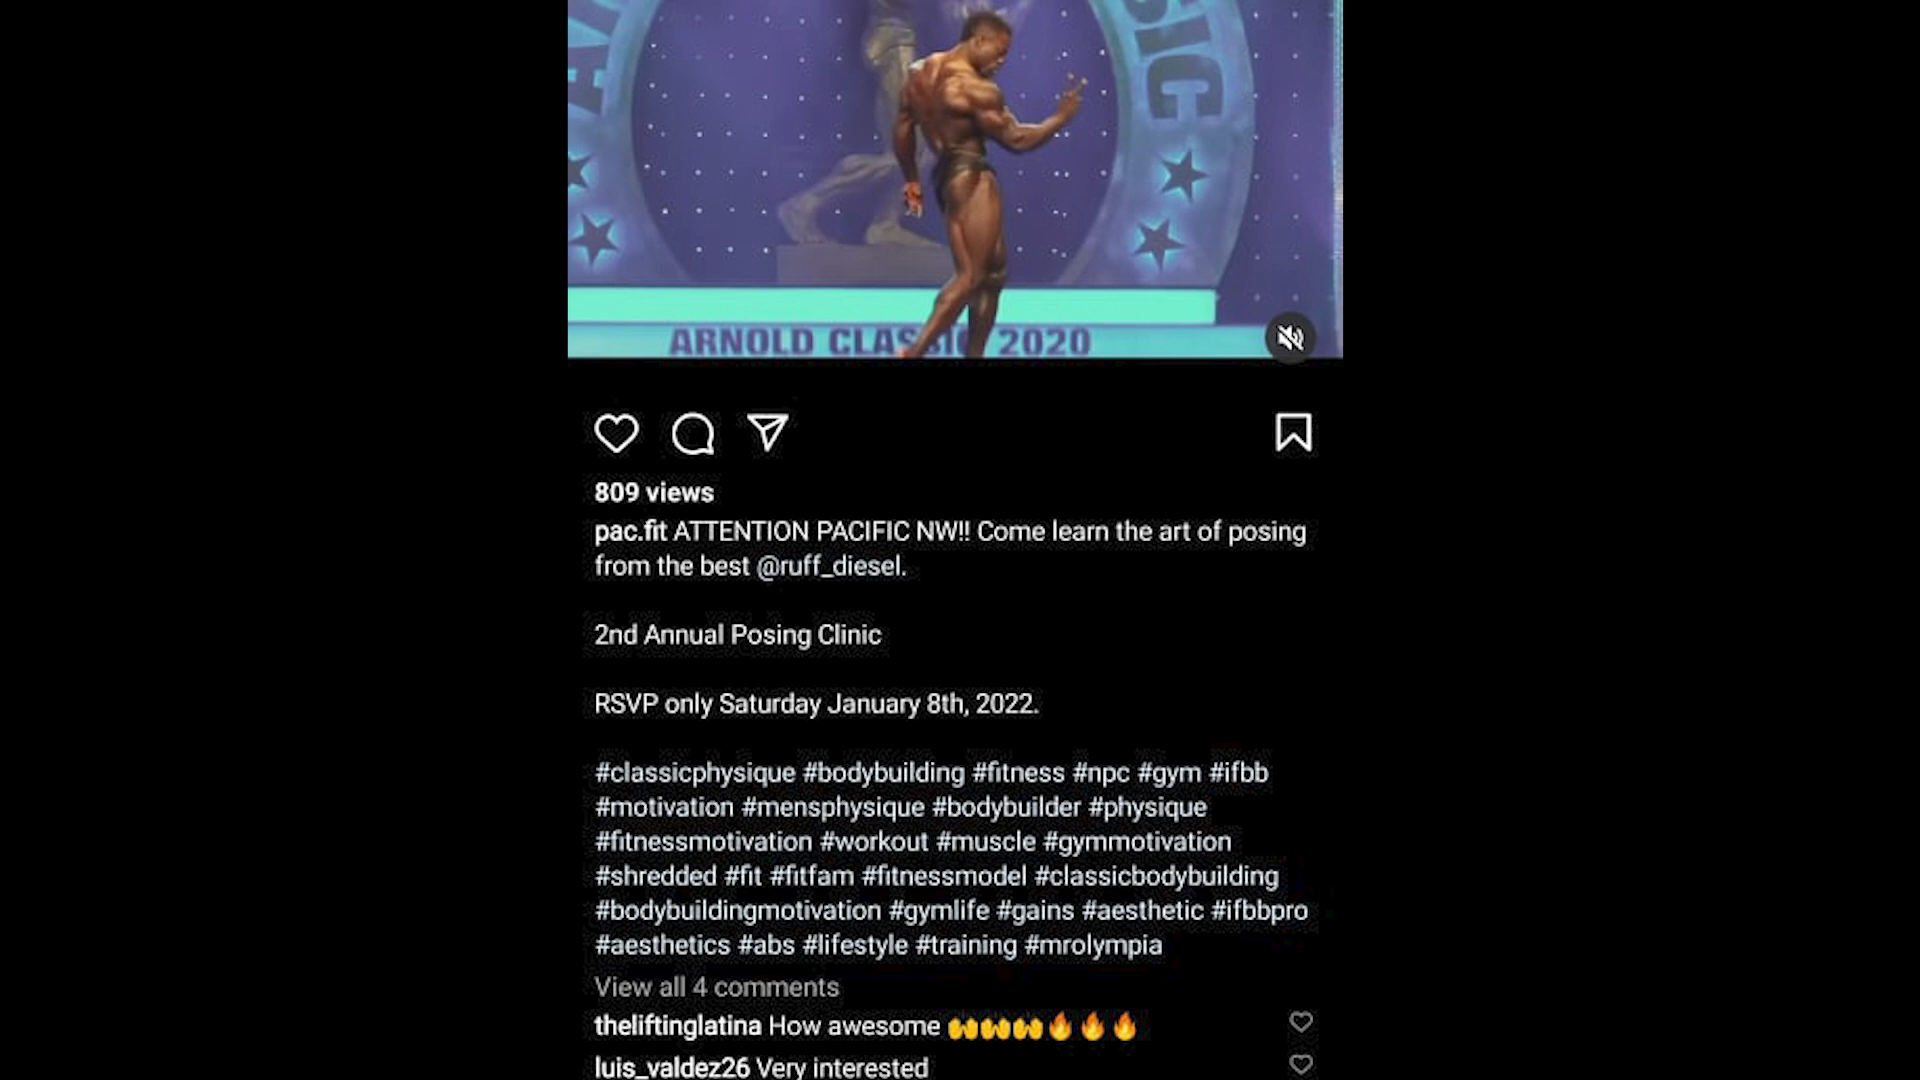 SIC
ARNOLD CLASSIC 2020
809 views
pac.fit ATTENTION PACIFIC NW!! Come learn the art of posing
from the best @ruff_diesel.
2nd Annual Posing Clinic
RSVP only Saturday January 8th, 2022.
#classicphysique #bodybuilding #fitness #npc #gym #ifbb
#motivation #mensphysique #bodybuilder #physique
#fitnessmotivation #workout #muscle #gymmotivation
#shredded #fit #fitfam #fitnessmodel #classicbodybuilding
#bodybuildingmotivation #gymlife #gains #aesthetic #ifbbpro
#aesthetics #abs #lifestyle #training #mrolympia
View all 4 comments
theliftinglatina How awesome 👐👐👐🔥🔥🔥
luis_valdez26 Very interested